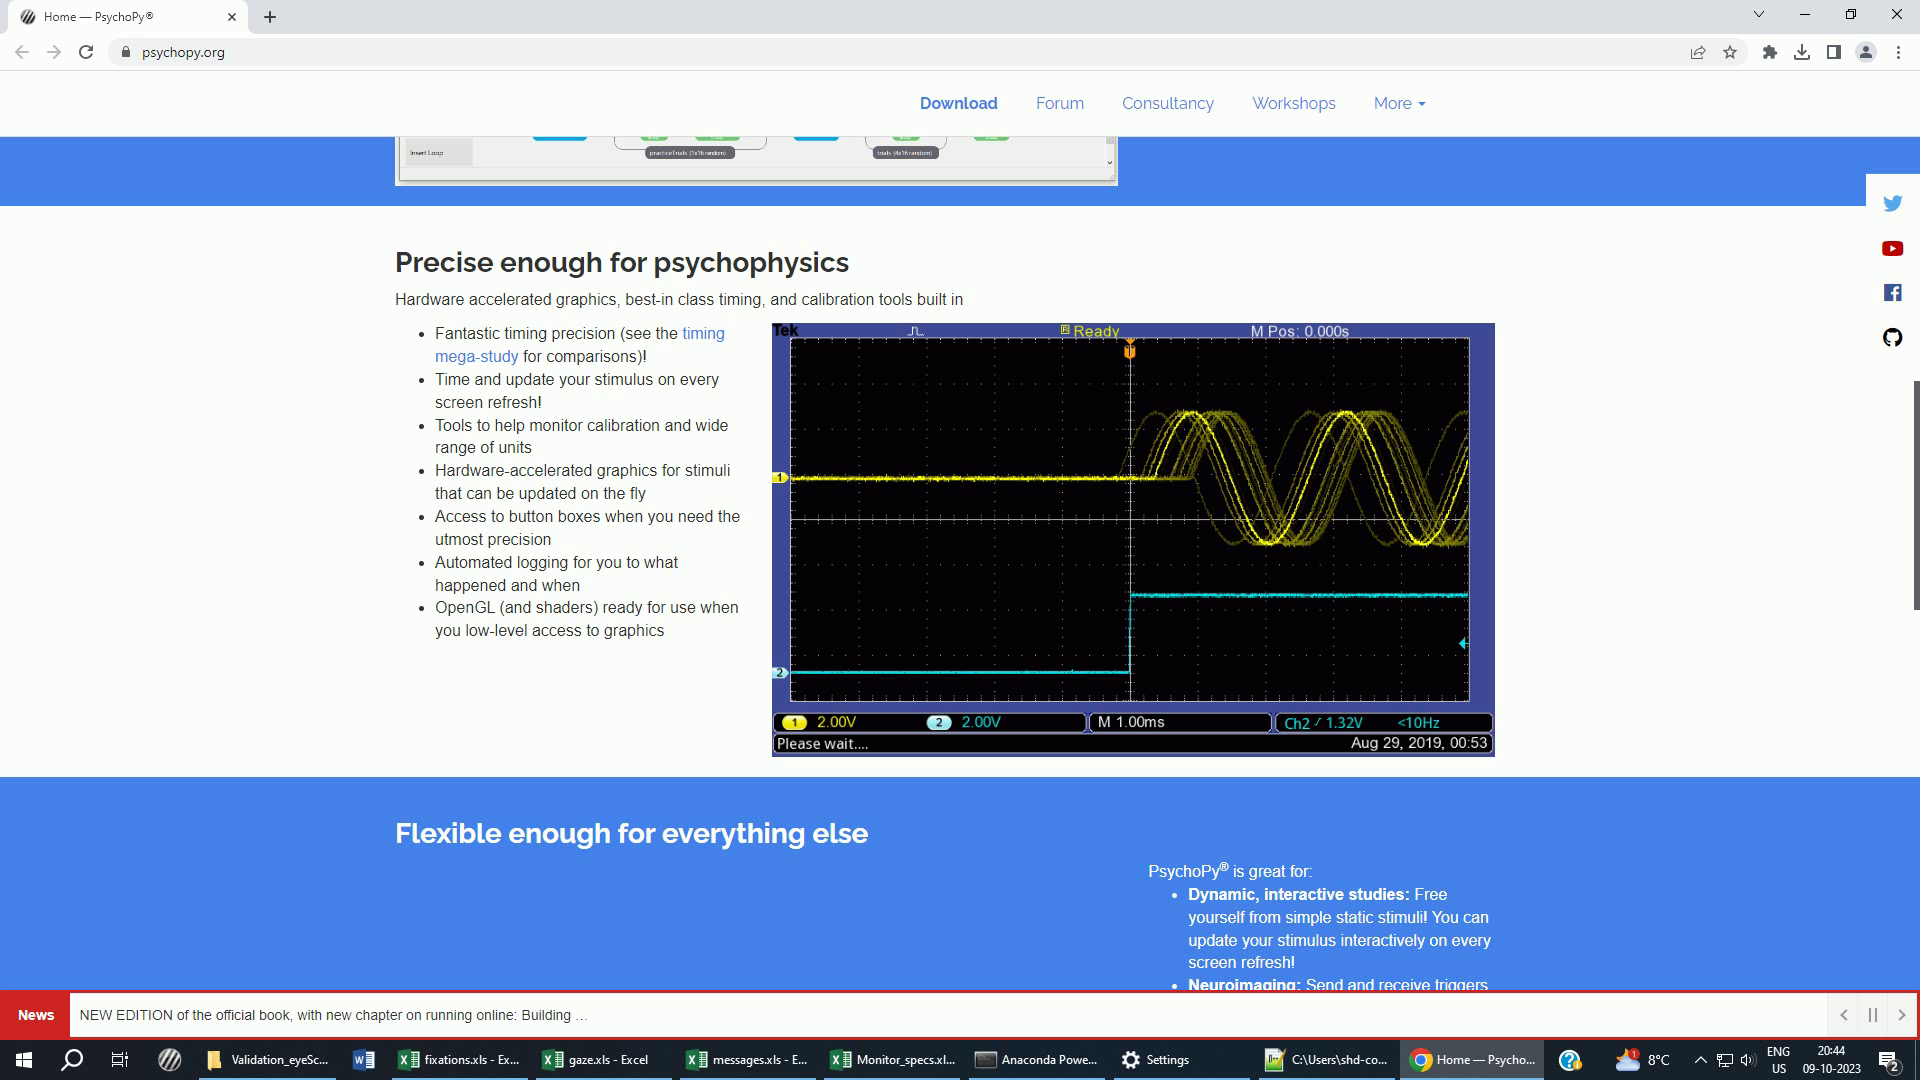 Home — PsychoPy®
psychopy.org
Download
Forum
Consultancy
Workshops
More
Insert Loop
practiceTrials (1x16 random)
trials (4x16 random)
Precise enough for psychophysics
Hardware accelerated graphics, best-in class timing, and calibration tools built in
Fantastic timing precision (see the timing
mega-study for comparisons)!
Time and update your stimulus on every
screen refresh!
Tools to help monitor calibration and wide
range of units
Hardware-accelerated graphics for stimuli
that can be updated on the fly
Access to button boxes when you need the
utmost precision
Automated logging for you to what
happened and when
OpenGL (and shaders) ready for use when
you low-level access to graphics
Tek
R Ready
M Pos: 0.000s
T
1
2
1 2.00V 2 2.00V M 1.00ms Ch2 1.32V <10Hz
Please wait.... Aug 29, 2019, 00:53
Flexible enough for everything else
PsychoPy® is great for:
Dynamic, interactive studies: Free
yourself from simple static stimuli! You can
update your stimulus interactively on every
screen refresh!
Neuroimaging: Send and receive triggers
News
NEW EDITION of the official book, with new chapter on running online: Building …
Validation_eyeSc...
fixations.xls - Ex...
gaze.xls - Excel
messages.xls - E...
Monitor_specs.xl...
Anaconda Powe...
Settings
C:\Users\shd-co...
Home — Psycho...
1
8°C
ENG
US
20:44
09-10-2023
2